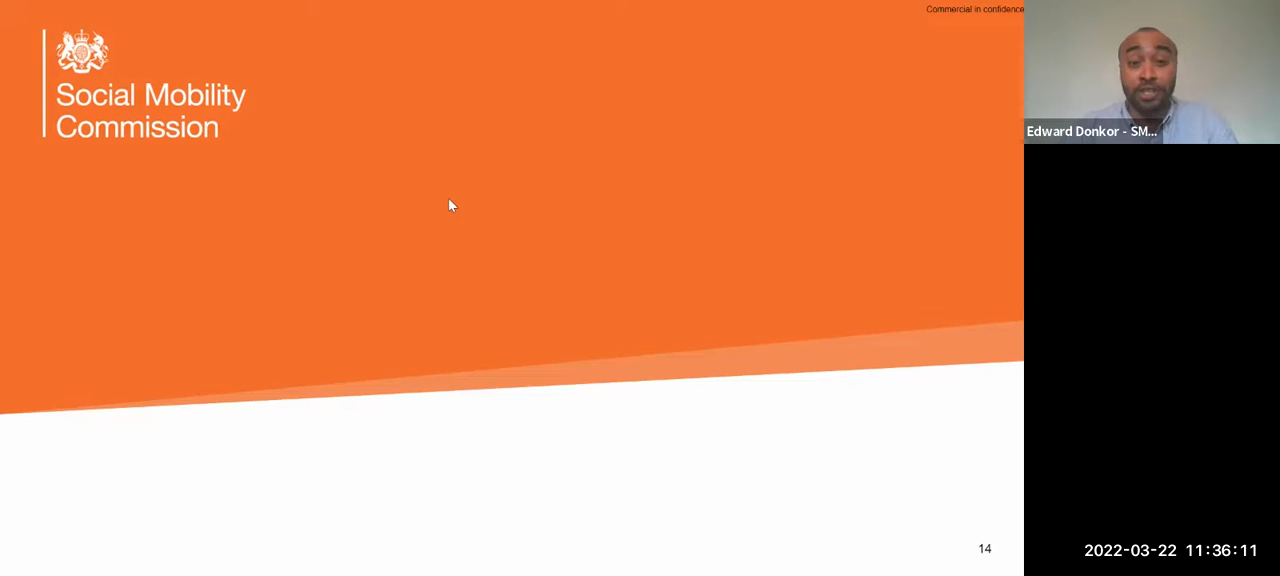 Commercial in confidence
Social Mobility
Commission
Edward Donkor - SM...
14
2022-03-22 11:36:11